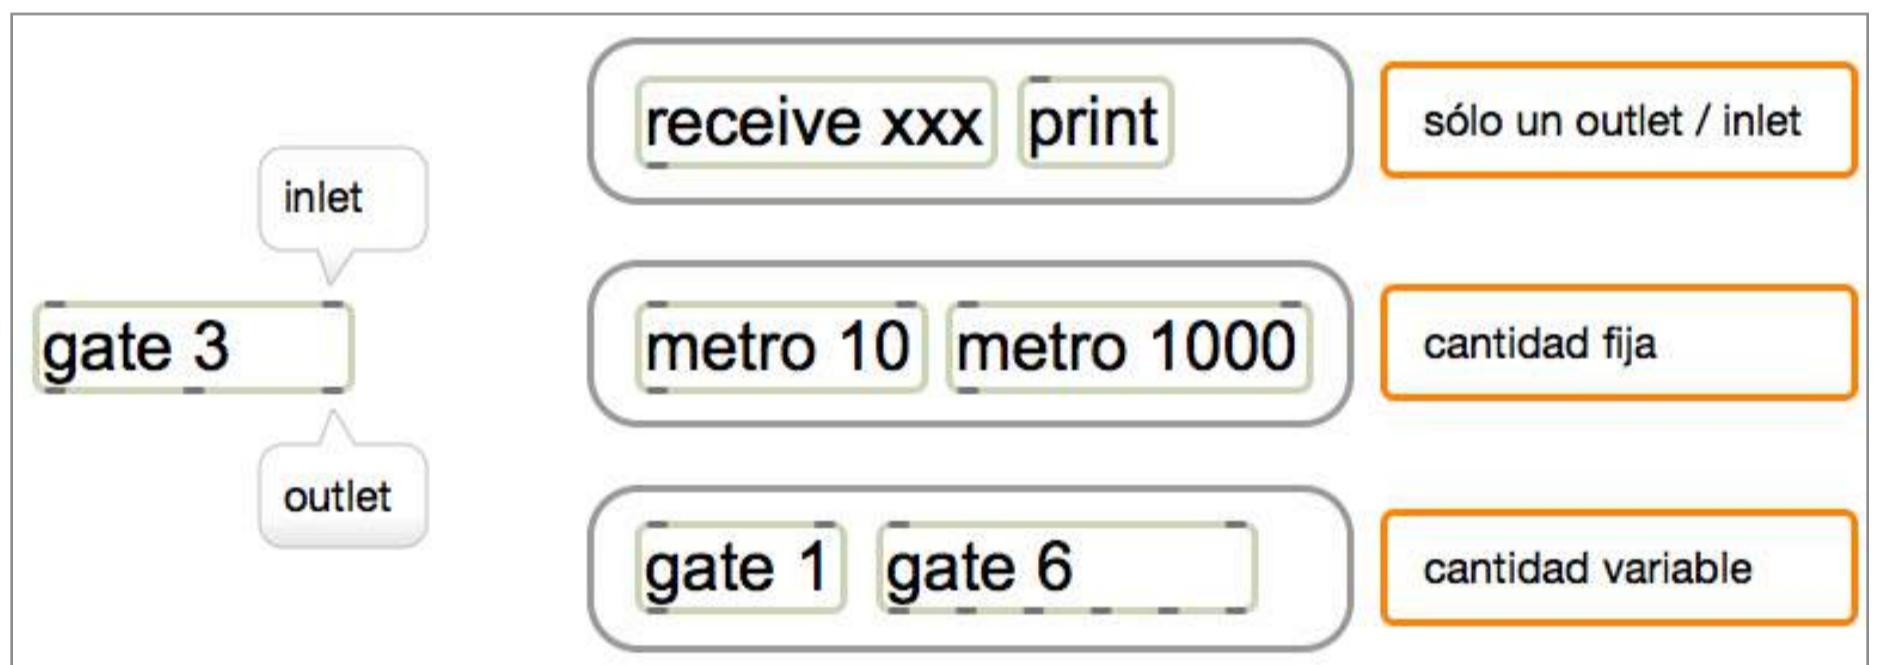 inlet
gate 3
outlet
receive xxx print
sólo un outlet / inlet
metro 10 metro 1000
cantidad fija
gate 1 gate 6
cantidad variable